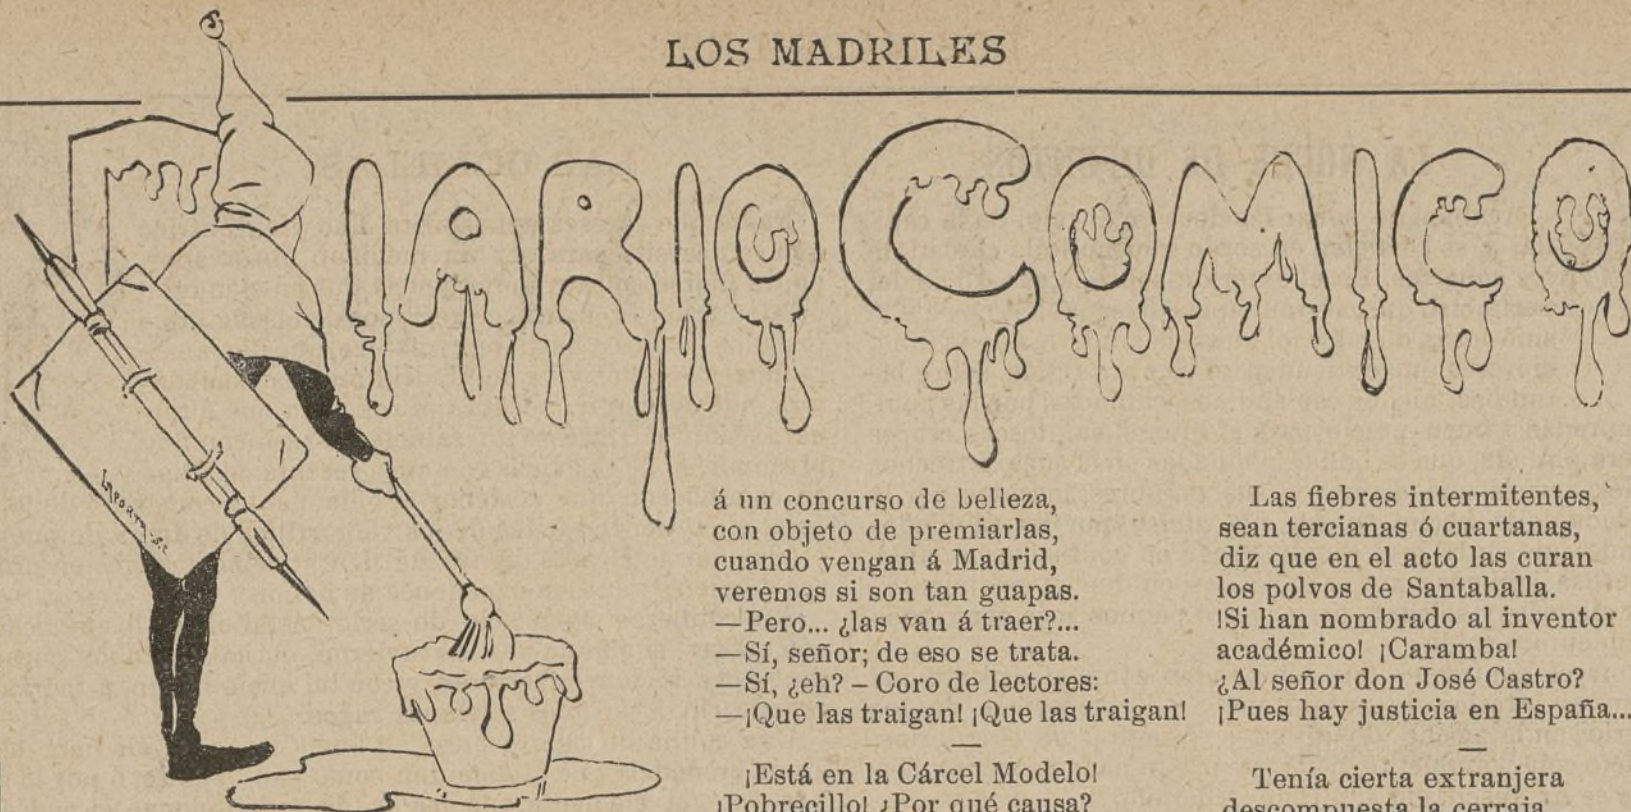 LOS MADRILES
DIARIO CÓMICO
LAPORTA-S.C.
á un concurso de belleza,
con objeto de premiarlas,
cuando vengan á Madrid,
veremos si son tan guapas.
—Pero... ¿las van á traer?...
—Sí, señor; de eso se trata.
—Sí, ¿eh? – Coro de lectores:
—¡Que las traigan! ¡Que las traigan!
¡Está en la Cárcel Modelo!
¡Pobrecillo! ¿Por qué causa?
Las fiebres intermitentes,
sean tercianas ó cuartanas,
diz que en el acto las curan
los polvos de Santaballa.
¡Si han nombrado al inventor
académico! ¡Caramba!
¿Al señor don José Castro?
¡Pues hay justicia en España...
Tenía cierta extranjera
descompuesta la cerraja